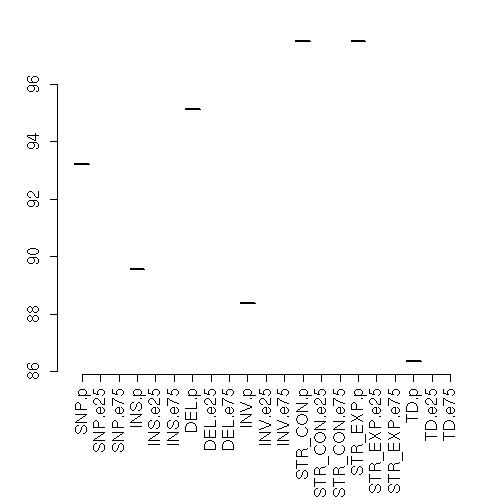 96
94
92
90
88
86
SNP.p
SNP.e25
SNP.e75
INS.p
INS.e25
INS.e75
DEL.p
DEL.e25
DEL.e75
INV.p
INV.e25
INV.e75
STR_CON.p
STR_CON.e25
STR_CON.e75
STR_EXP.p
STR_EXP.e25
STR_EXP.e75
TD.p
TD.e25
TD.e75